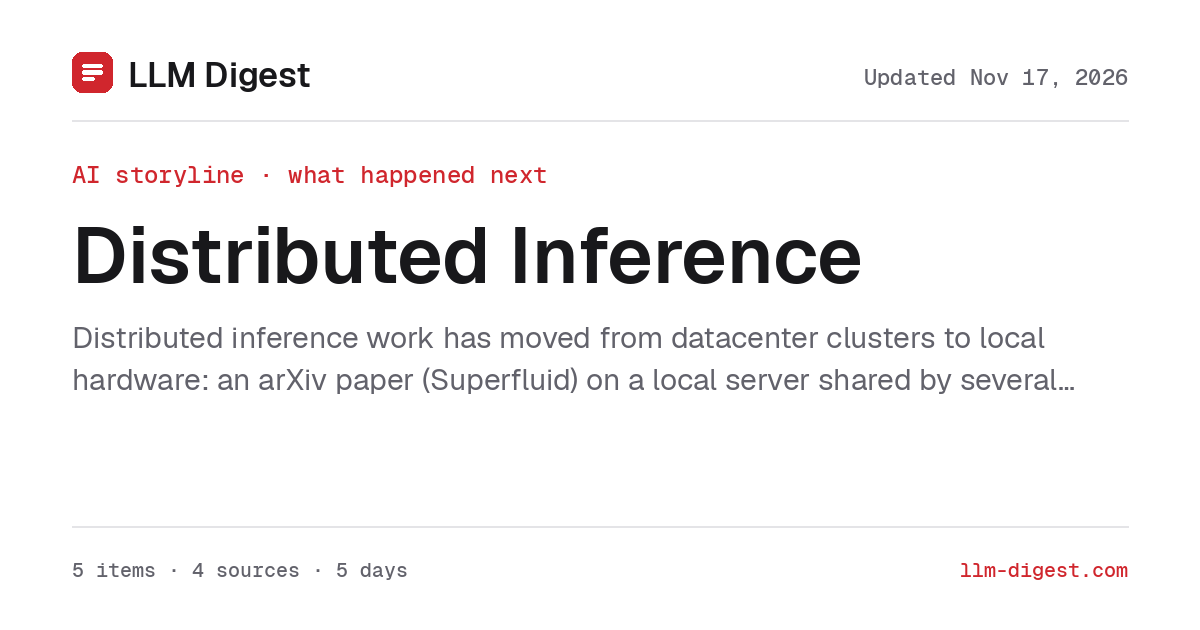 LLM Digest
Updated Nov 17, 2026
AI storyline · what happened next
Distributed Inference
Distributed inference work has moved from datacenter clusters to local
hardware: an arXiv paper (Superfluid) on a local server shared by several…
5 items · 4 sources · 5 days
llm-digest.com